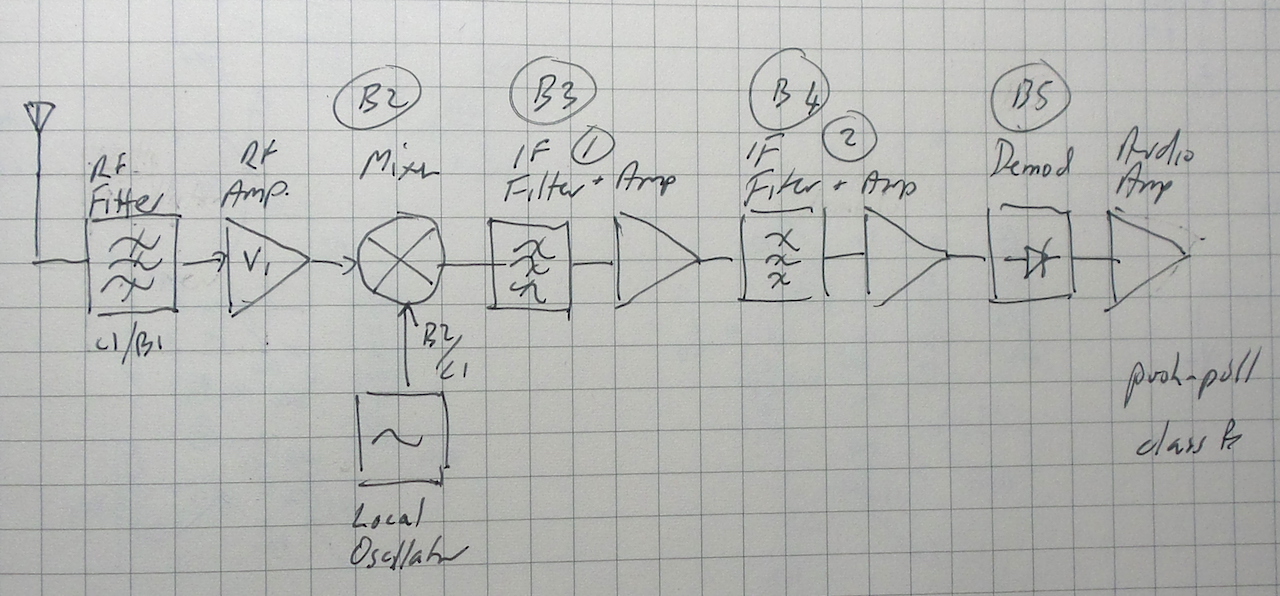 B2
B3
B4
B5
RF
Filter
RF
Amp.
Mixer
IF 1
Filter + Amp
IF 2
Filter + Amp
Demod
Audio
Amp
V1
C1/B1
B2/
C1
Local
Oscillator
push-pull
class B